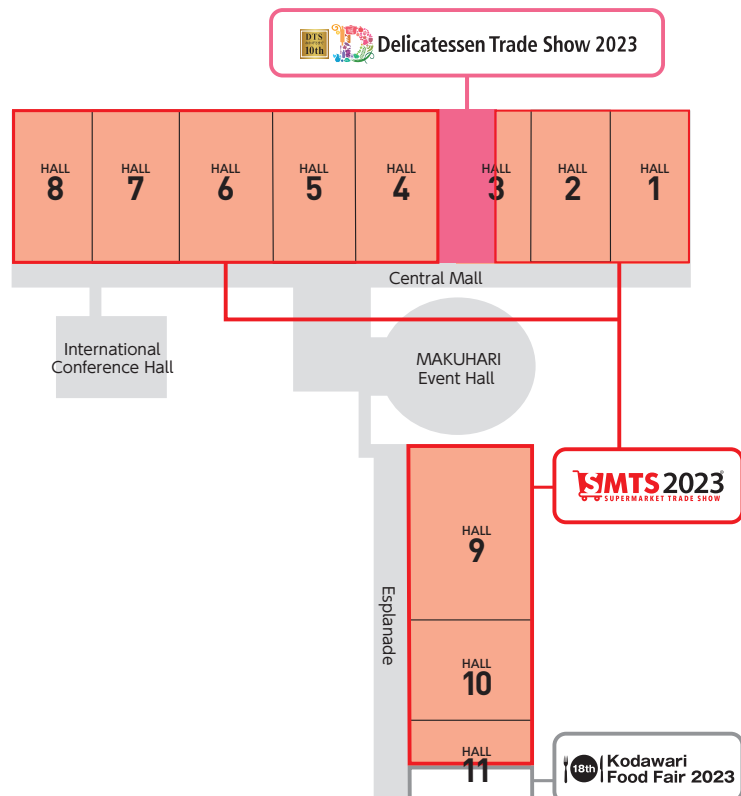 DTS
10th
Delicatessen Trade Show 2023
HALL
8
HALL
7
HALL
6
HALL
5
HALL
4
HALL
3
HALL
2
HALL
1
Central Mall
International
Conference Hall
MAKUHARI
Event Hall
SMTS 2023
SUPERMARKET TRADE SHOW
HALL
9
Esplanade
HALL
10
HALL
11
18th
Kodawari
Food Fair 2023